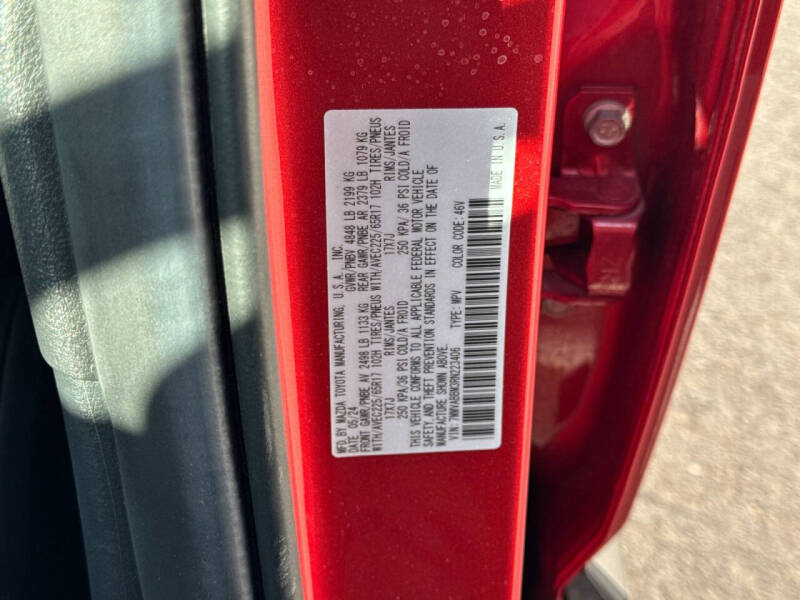 MFD. BY MAZDA TOYOTA MANUFACTURING, U.S.A., INC.
DATE: 05/24 GVWR/PNBV 4848 LB 2199 KG
FRONT GAWR/PNBE AV 2498 LB 1133 KG REAR GAWR/PNBE AR 2379 LB 1079 KG
WITH/AVEC225/65R17 102H TIRES/PNEUS WITH/AVEC225/65R17 102H TIRES/PNEUS
17X7J RIMS/JANTES 17X7J RIMS/JANTES
250 KPA/36 PSI COLD/A FROID 250 KPA/ 36 PSI COLD/A FROID
THIS VEHICLE CONFORMS TO ALL APPLICABLE FEDERAL MOTOR VEHICLE
SAFETY, AND THEFT PREVENTION STANDARDS IN EFFECT ON THE DATE OF
MANUFACTURE SHOWN ABOVE.
VIN: 7MMVABBM3RN223406 TYPE: MPV COLOR CODE: 46V
MADE IN U.S.A.